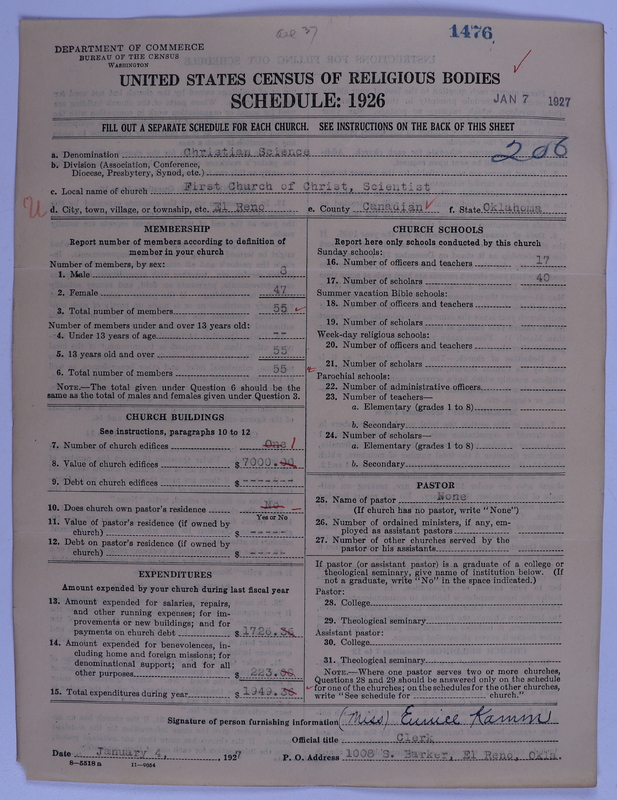 1476
DEPARTMENT OF COMMERCE
BUREAU OF THE CENSUS
WASHINGTON
UNITED STATES CENSUS OF RELIGIOUS BODIES
SCHEDULE: 1926
JAN 7 1927
FILL OUT A SEPARATE SCHEDULE FOR EACH CHURCH. SEE INSTRUCTIONS ON THE BACK OF THIS SHEET
206
a. Denomination Christian Science
b. Division (Association, Conference,
Diocese, Presbytery, Synod, etc.)
c. Local name of church First Church of Christ, Scientist
d. City, town, village, or township, etc. El Reno e. County Canadian f. State Oklahoma
MEMBERSHIP
Report number of members according to definition of
member in your church
Number of members, by sex:
1. Male 8
2. Female 47
3. Total number of members 55
Number of members under and over 13 years old:
4. Under 13 years of age --
5. 13 years old and over 55
6. Total number of members 55
NOTE.—The total given under Question 6 should be the
same as the total of males and females given under Question 3.
CHURCH BUILDINGS
See instructions, paragraphs 10 to 12
7. Number of church edifices One 1
8. Value of church edifices $ 7000.00
9. Debt on church edifices $ -------
10. Does church own pastor's residence No
Yes or No
11. Value of pastor's residence (if owned by
church) $ -----
12. Debt on pastor's residence (if owned by
church) $ -----
EXPENDITURES
Amount expended by your church during last fiscal year
13. Amount expended for salaries, repairs,
and other running expenses; for im-
provements or new buildings; and for
payments on church debt $ 1726.36
14. Amount expended for benevolences, in-
cluding home and foreign missions; for
denominational support; and for all
other purposes $ 223.00
15. Total expenditures during year $ 1949.36
CHURCH SCHOOLS
Report here only schools conducted by this church
Sunday schools:
16. Number of officers and teachers 17
17. Number of scholars 40
Summer vacation Bible schools:
18. Number of officers and teachers
19. Number of scholars
Week-day religious schools:
20. Number of officers and teachers
21. Number of scholars
Parochial schools:
22. Number of administrative officers
23. Number of teachers—
a. Elementary (grades 1 to 8)
b. Secondary
24. Number of scholars—
a. Elementary (grades 1 to 8)
b. Secondary
PASTOR
25. Name of pastor None
(If church has no pastor, write "None")
26. Number of ordained ministers, if any, em-
ployed as assistant pastors
27. Number of other churches served by the
pastor or his assistants
If pastor (or assistant pastor) is a graduate of a college or
theological seminary, give name of institution below. (If
not a graduate, write "No" in the space indicated.)
Pastor:
28. College
29. Theological seminary
Assistant pastor:
30. College
31. Theological seminary
NOTE.—Where one pastor serves two or more churches,
Questions 28 and 29 should be answered only on the schedule
for one of the churches; on the schedules for the other churches,
write "See schedule for church."
Signature of person furnishing information (Miss) Eunice Kamm
Official title Clerk
Date January 4, 1927 P. O. Address 1008 S. Barker, El Reno, Okla.
8—5518a 11—9554